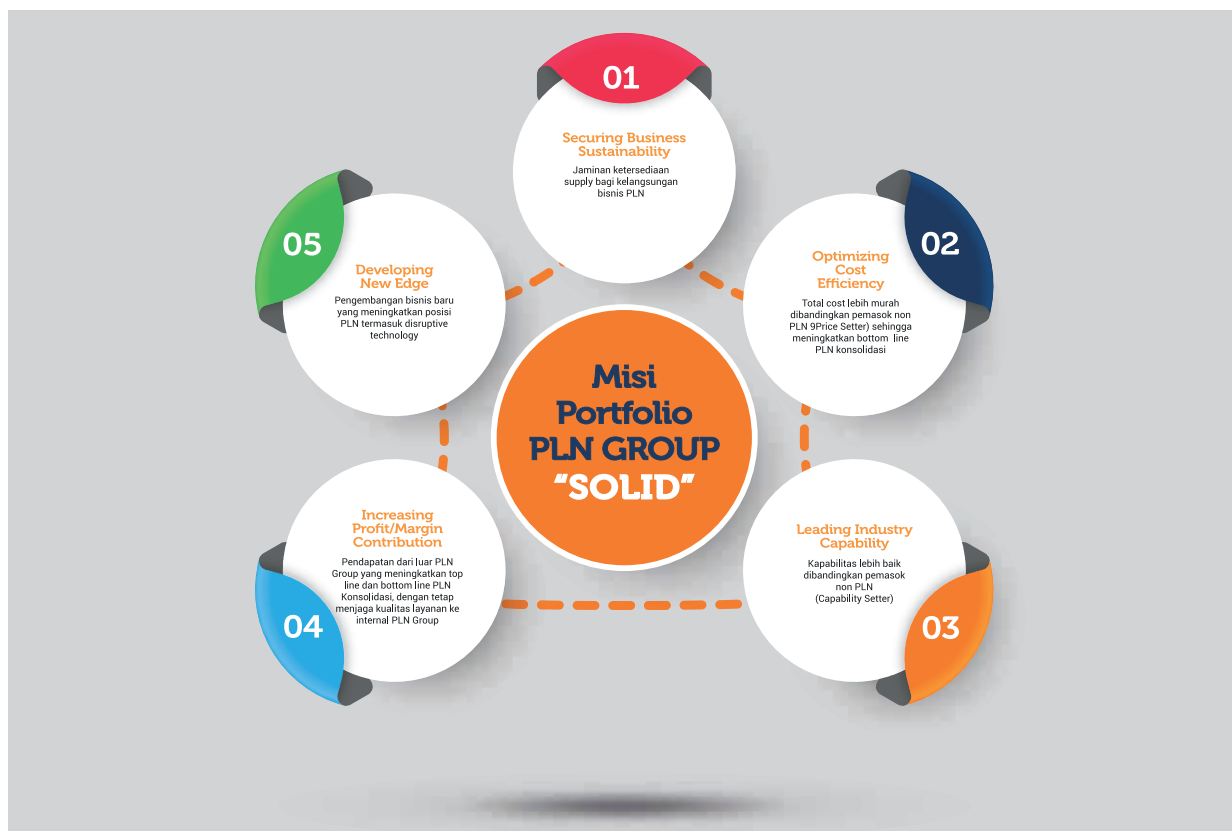 01
Securing Business
Sustainability
Jaminan ketersediaan
supply bagi kelangsungan
bisnis PLN
02
Optimizing
Cost
Efficiency
Total cost lebih murah
dibandingkan pemasok non
PLN 9Price Setter) sehingga
meningkatkan bottom line
PLN konsolidasi
03
Leading Industry
Capability
Kapabilitas lebih baik
dibandingkan pemasok
non PLN
(Capability Setter)
04
Increasing
Profit/Margin
Contribution
Pendapatan dari luar PLN
Group yang meningkatkan top
line dan bottom line PLN
Konsolidasi, dengan tetap
menjaga kualitas layanan ke
internal PLN Group
05
Developing
New Edge
Pengembangan bisnis baru
yang meningkatkan posisi
PLN termasuk disruptive
technology
Misi
Portfolio
PLN GROUP
"SOLID"